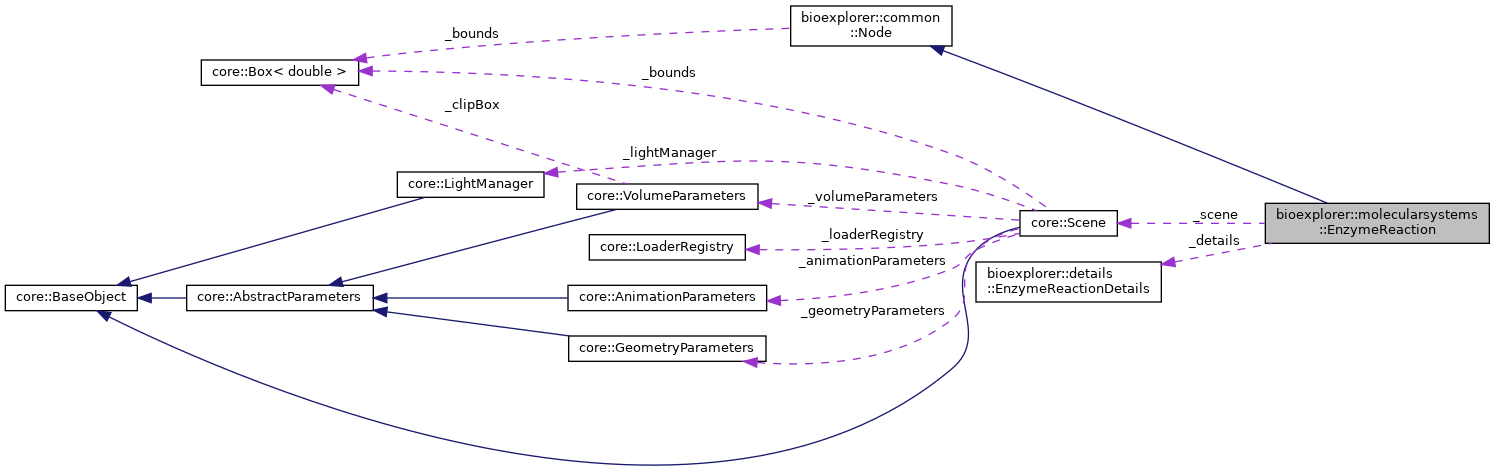 bioexplorer::common
::Node
_bounds
core::Box< double >
_bounds
_clipBox
_lightManager
core::LightManager
core::VolumeParameters
_volumeParameters
core::Scene
_scene
bioexplorer::molecularsystems
::EnzymeReaction
_loaderRegistry
core::LoaderRegistry
_details
_animationParameters
bioexplorer::details
::EnzymeReactionDetails
core::BaseObject
core::AbstractParameters
core::AnimationParameters
_geometryParameters
core::GeometryParameters